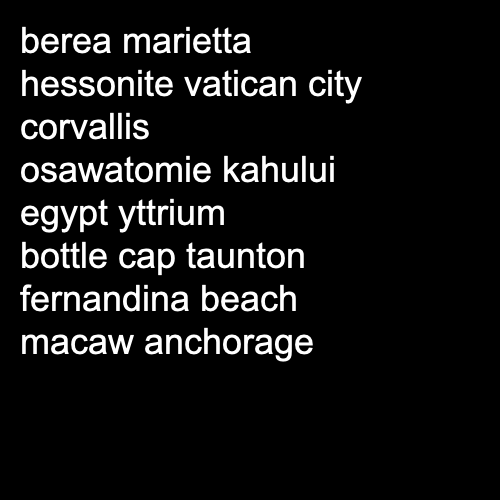 berea marietta
hessonite vatican city
corvallis
osawatomie kahului
egypt yttrium
bottle cap taunton
fernandina beach
macaw anchorage